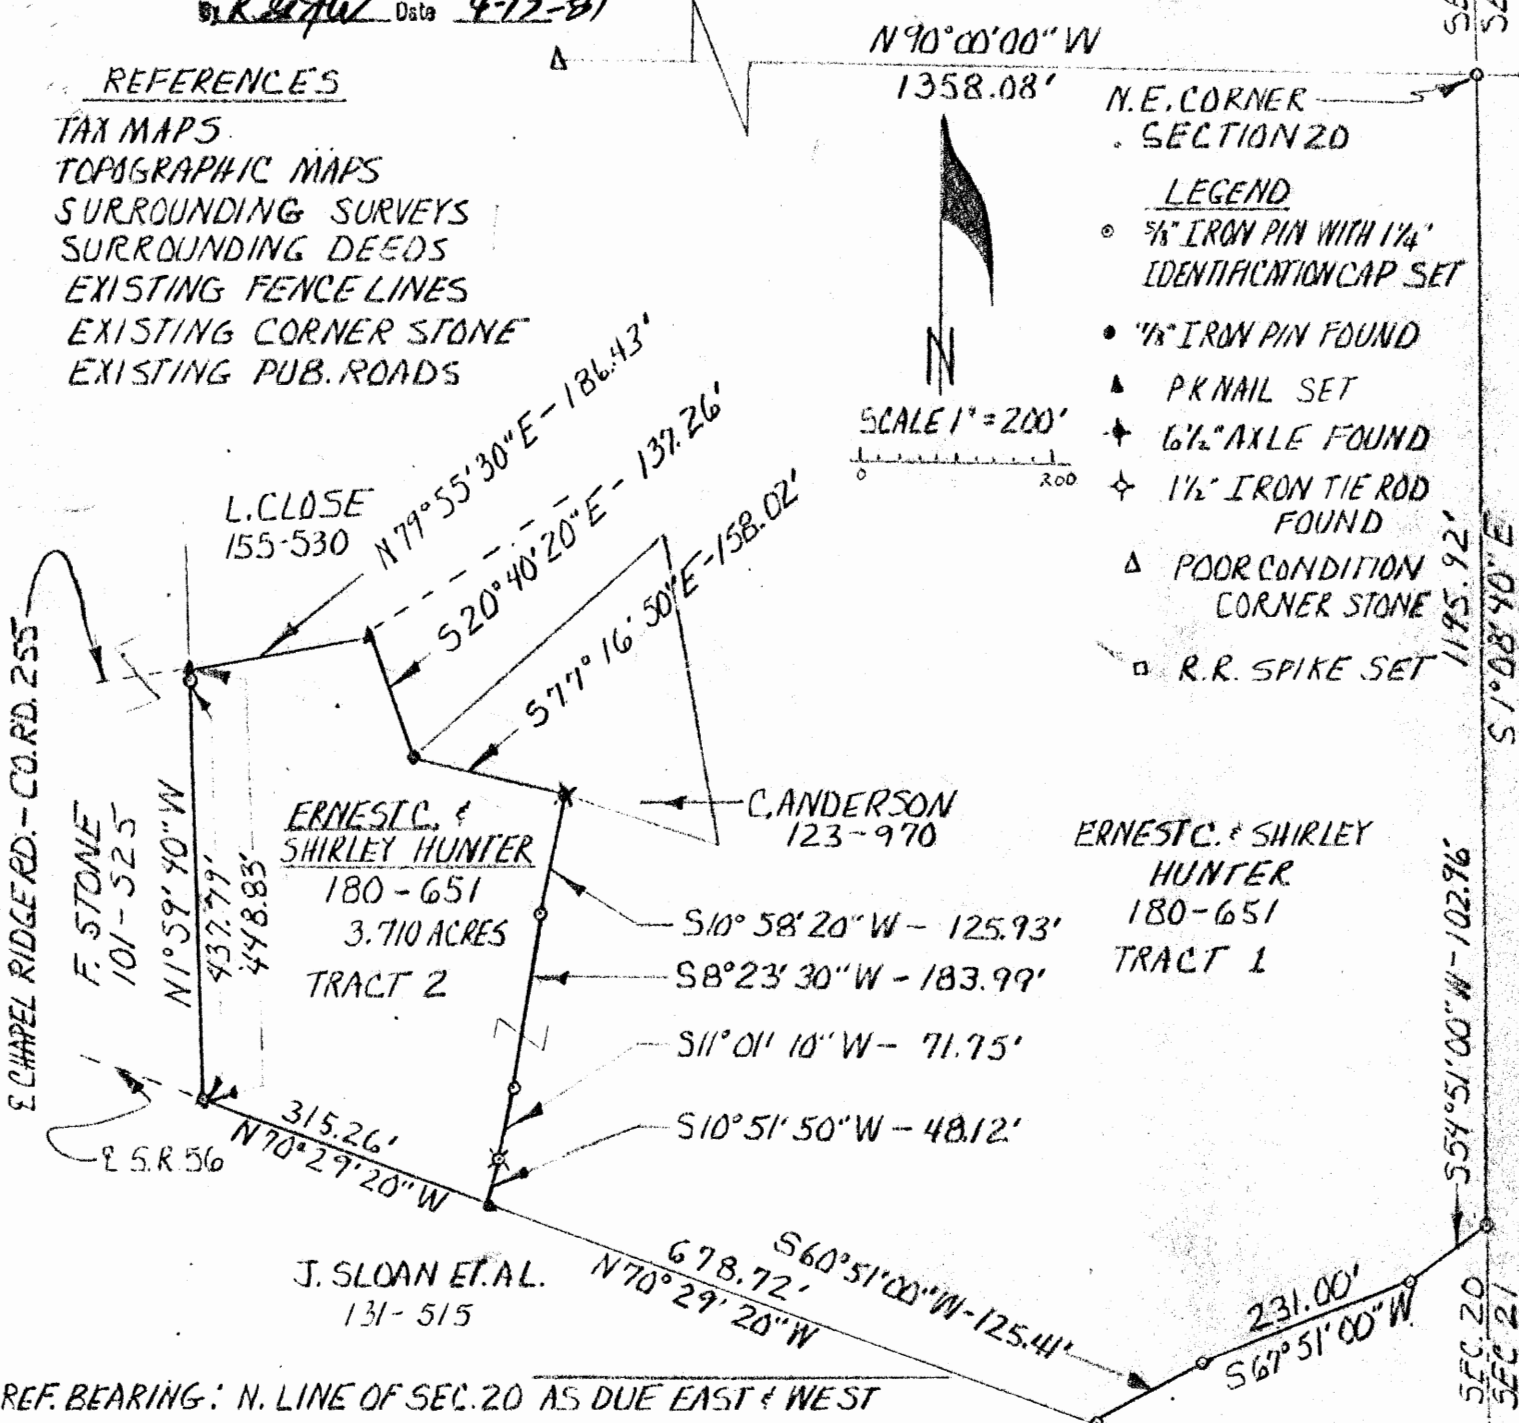 By Date 4-17-81
REFERENCES
TAX MAPS
TOPOGRAPHIC MAPS
SURROUNDING SURVEYS
SURROUNDING DEEDS
EXISTING FENCE LINES
EXISTING CORNER STONE
EXISTING PUB. ROADS
N 90°00'00" W
1358.08'
N.E. CORNER
SECTION 20
LEGEND
5/8" IRON PIN WITH 1¼"
IDENTIFICATION CAP SET
IRON PIN FOUND
PK NAIL SET
6½" AXLE FOUND
1½" IRON TIE ROD
FOUND
POOR CONDITION
CORNER STONE
R.R. SPIKE SET
N
SCALE 1" = 200'
0 200
1195.92'
S 1°08'40" E
L. CLOSE
155-530
N 79°55'30" E - 186.43'
S 20°40'20" E - 137.26'
S 77°16'50" E - 158.02'
℄ CHAPEL RIDGE RD. - CO. RD. 255
F. STONE
101-525
N 1°59'40" W
437.79'
448.83'
ERNEST C. &
SHIRLEY HUNTER
180-651
3.710 ACRES
TRACT 2
C. ANDERSON
123-970
ERNEST C. & SHIRLEY
HUNTER
180-651
TRACT 1
S 10°58'20" W - 125.93'
S 8°23'30" W - 183.99'
S 11°01'10" W - 71.75'
S 10°51'50" W - 48.12'
S 54°51'00" W - 102.96'
℄ S.R. 56
315.26'
N 70°29'20" W
J. SLOAN ET. AL.
131-515
678.72'
N 70°29'20" W
S 60°51'00" W - 125.41'
231.00'
S 67°51'00" W
SEC. 20
SEC. 21
REF. BEARING: N. LINE OF SEC. 20 AS DUE EAST & WEST